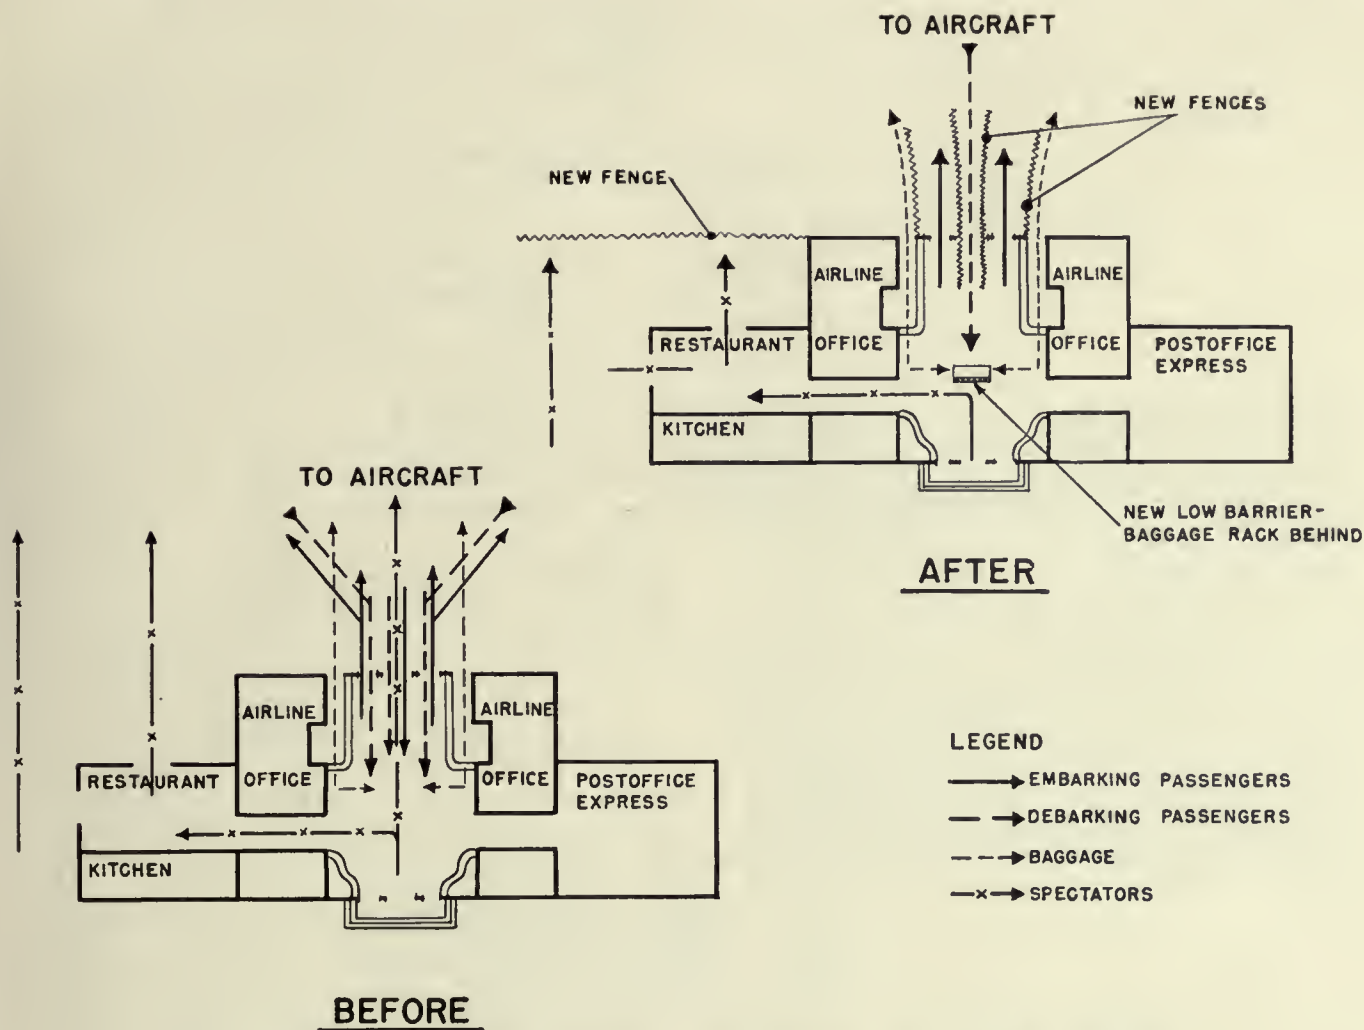 TO AIRCRAFT
NEW FENCES
NEW FENCE
AIRLINE
OFFICE
AIRLINE
OFFICE
RESTAURANT
POSTOFFICE
EXPRESS
KITCHEN
NEW LOW BARRIER-
BAGGAGE RACK BEHIND
AFTER
TO AIRCRAFT
AIRLINE
OFFICE
AIRLINE
OFFICE
RESTAURANT
POSTOFFICE
EXPRESS
KITCHEN
BEFORE
LEGEND
EMBARKING PASSENGERS
DEBARKING PASSENGERS
BAGGAGE
SPECTATORS